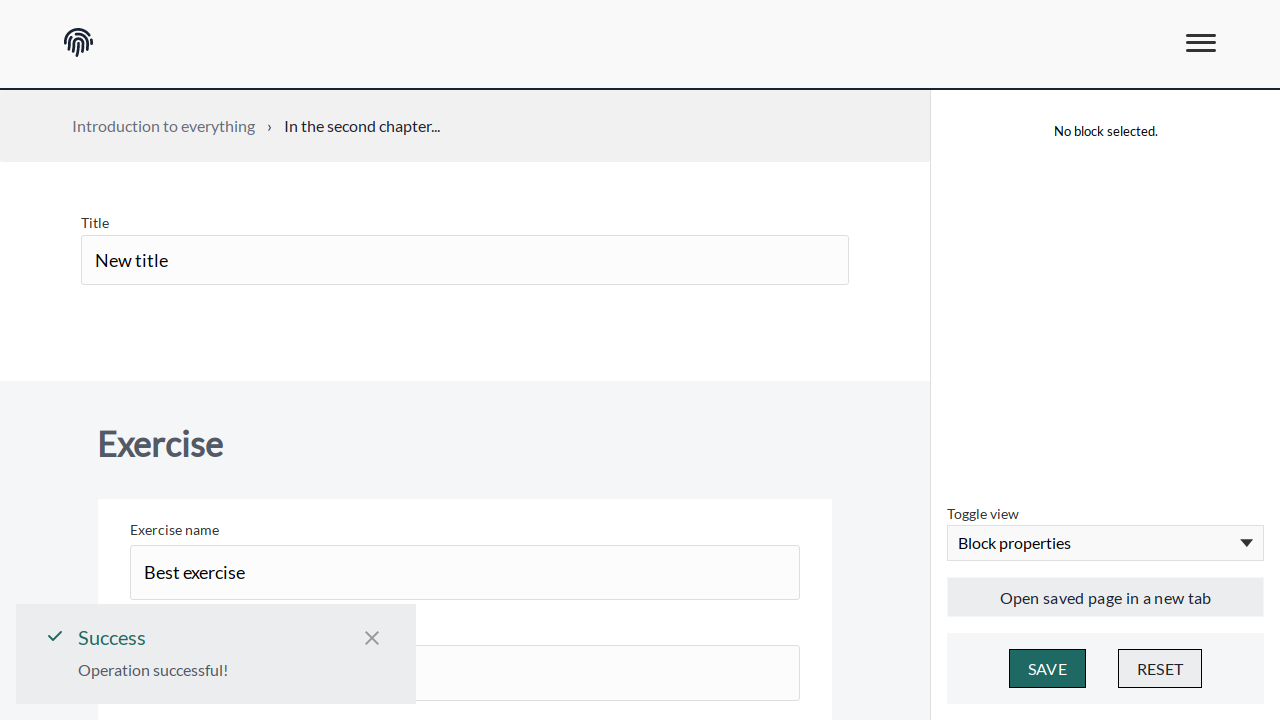 Introduction to everything › In the second chapter...
No block selected.
Title
New title
Exercise
Exercise name
Best exercise
Success
Operation successful!
Toggle view
Block properties
Open saved page in a new tab
SAVE
RESET